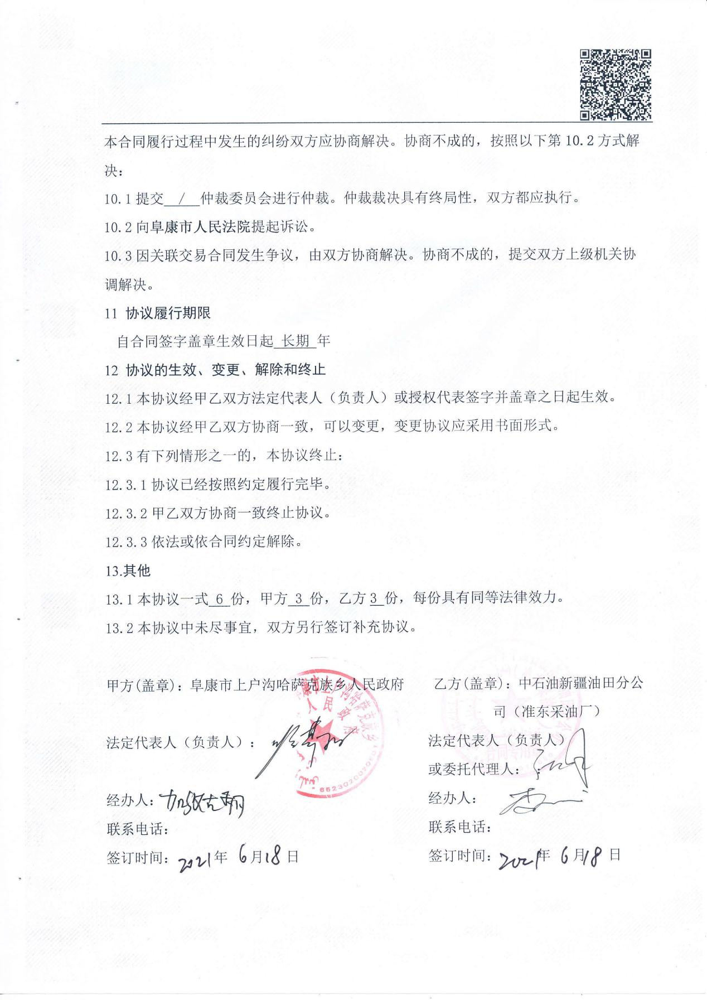 本合同履行过程中发生的纠纷双方应协商解决。协商不成的，按照以下第 10.2 方式解
决：
10.1 提交 / 仲裁委员会进行仲裁。仲裁裁决具有终局性，双方都应执行。
10.2 向阜康市人民法院提起诉讼。
10.3 因关联交易合同发生争议，由双方协商解决。协商不成的，提交双方上级机关协
调解决。
11 协议履行期限
自合同签字盖章生效日起 长期 年
12 协议的生效、变更、解除和终止
12.1 本协议经甲乙双方法定代表人（负责人）或授权代表签字并盖章之日起生效。
12.2 本协议经甲乙双方协商一致，可以变更，变更协议应采用书面形式。
12.3 有下列情形之一的，本协议终止：
12.3.1 协议已经按照约定履行完毕。
12.3.2 甲乙双方协商一致终止协议。
12.3.3 依法或依合同约定解除。
13.其他
13.1 本协议一式 6 份，甲方 3 份，乙方 3 份，每份具有同等法律效力。
13.2 本协议中未尽事宜，双方另行签订补充协议。
甲方(盖章)：阜康市上户沟哈萨克族乡人民政府
法定代表人（负责人）：
经办人：
联系电话：
签订时间：2021年 6月18日
乙方(盖章)：中石油新疆油田分公
司（准东采油厂）
法定代表人（负责人）
或委托代理人：
经办人：
联系电话：
签订时间：2021年 6月18日
康市上户沟哈萨克族乡
人民政府
合同专用章